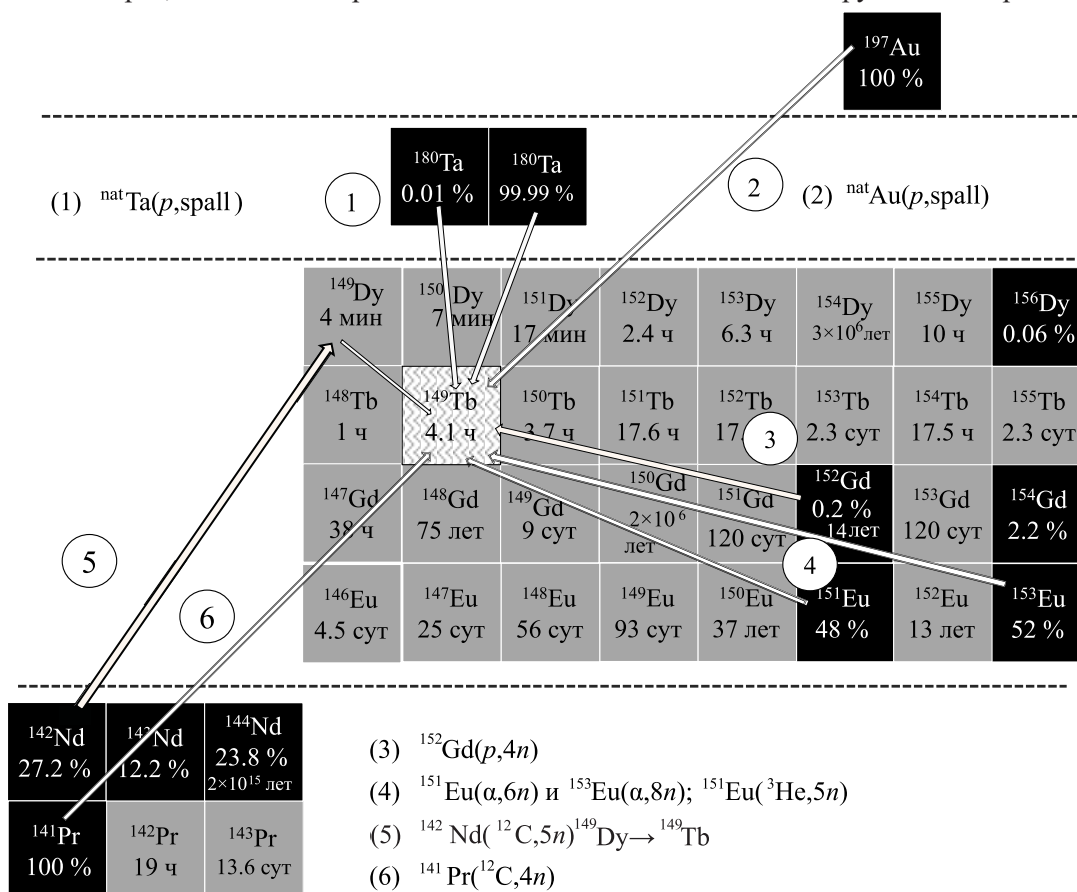 ¹⁹⁷Au
100 %
¹⁸⁰Ta
0.01 %
¹⁸⁰Ta
99.99 %
(1) ⁿᵃᵗTa(p,spall)
1
2
(2) ⁿᵃᵗAu(p,spall)
¹⁴⁹Dy
4 мин
¹⁵⁰Dy
7 мин
¹⁵¹Dy
17 мин
¹⁵²Dy
2.4 ч
¹⁵³Dy
6.3 ч
¹⁵⁴Dy
3×10⁶лет
¹⁵⁵Dy
10 ч
¹⁵⁶Dy
0.06 %
¹⁴⁸Tb
1 ч
¹⁴⁹Tb
4.1 ч
¹⁵⁰Tb
3.7 ч
¹⁵¹Tb
17.6 ч
¹⁵²Tb
17.
3
¹⁵³Tb
2.3 сут
¹⁵⁴Tb
17.5 ч
¹⁵⁵Tb
2.3 сут
¹⁴⁷Gd
38 ч
¹⁴⁸Gd
75 лет
¹⁴⁹Gd
9 сут
¹⁵⁰Gd
2×10⁶
лет
¹⁵¹Gd
120 сут
¹⁵²Gd
0.2 %
14лет
¹⁵³Gd
120 сут
¹⁵⁴Gd
2.2 %
5
4
6
¹⁴⁶Eu
4.5 сут
¹⁴⁷Eu
25 сут
¹⁴⁸Eu
56 сут
¹⁴⁹Eu
93 сут
¹⁵⁰Eu
37 лет
¹⁵¹Eu
48 %
¹⁵²Eu
13 лет
¹⁵³Eu
52 %
¹⁴²Nd
27.2 %
¹⁴³Nd
12.2 %
¹⁴⁴Nd
23.8 %
2×10¹⁵ лет
¹⁴¹Pr
100 %
¹⁴²Pr
19 ч
¹⁴³Pr
13.6 сут
(3) ¹⁵²Gd(p,4n)
(4) ¹⁵¹Eu(α,6n) и ¹⁵³Eu(α,8n); ¹⁵¹Eu(³He,5n)
(5) ¹⁴²Nd(¹²C,5n)¹⁴⁹Dy→¹⁴⁹Tb
(6) ¹⁴¹Pr(¹²C,4n)